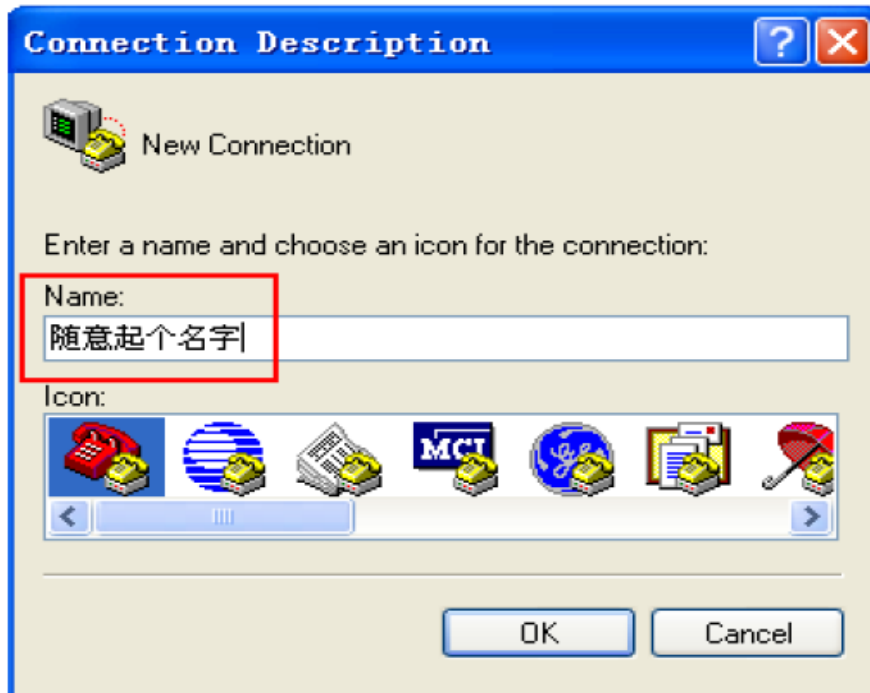 Connection Description
New Connection
Enter a name and choose an icon for the connection:
Name:
随意起个名字
Icon:
MCI
OK
Cancel